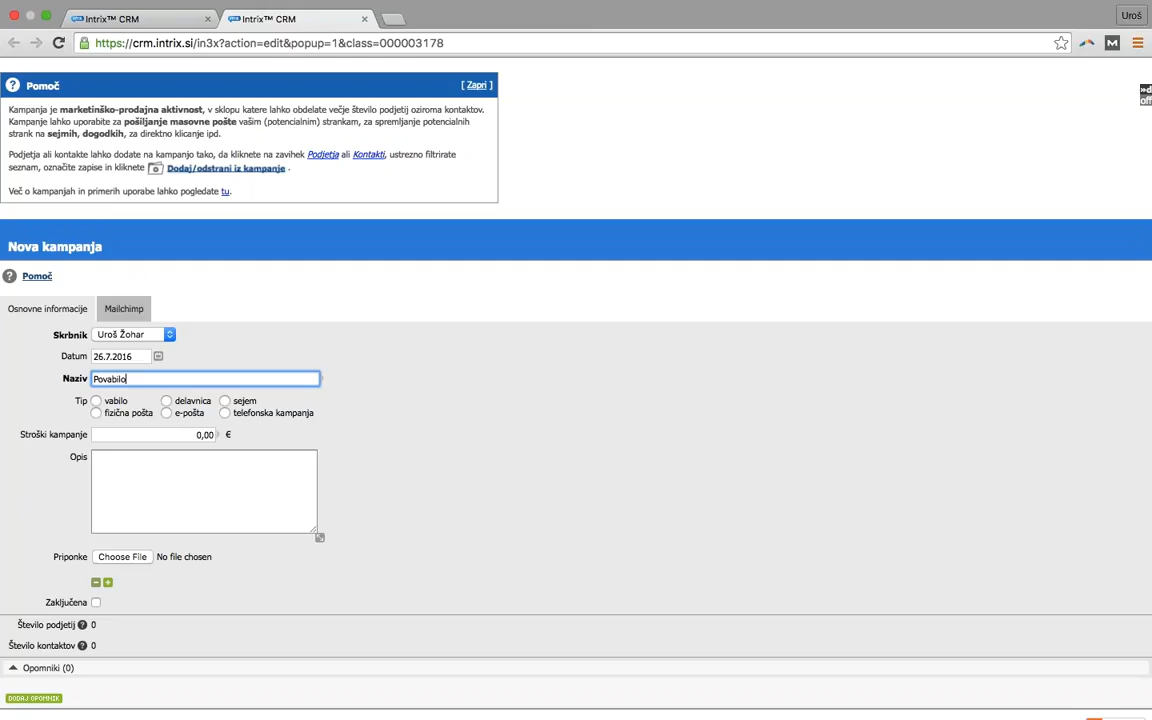 Intrix™ CRM
Intrix™ CRM
Uroš
https://crm.intrix.si/in3x?action=edit&popup=1&class=000003178
Pomoč
[ Zapri ]
Kampanja je marketinško-prodajna aktivnost, v sklopu katere lahko obdelate večje število podjetij oziroma kontaktov.
Kampanje lahko uporabite za pošiljanje masovne pošte vašim (potencialnim) strankam, za spremljanje potencialnih
strank na sejmih, dogodkih, za direktno klicanje ipd.
Podjetja ali kontakte lahko dodate na kampanjo tako, da kliknete na zavihek Podjetja ali Kontakti, ustrezno filtrirate
seznam, označite zapise in kliknete Dodaj/odstrani iz kampanje .
Več o kampanjah in primerih uporabe lahko pogledate tu.
Nova kampanja
Pomoč
Osnovne informacije
Mailchimp
Skrbnik Uroš Žohar
Datum 26.7.2016
Naziv Povabilo
Tip vabilo delavnica sejem
fizična pošta e-pošta telefonska kampanja
Stroški kampanje 0,00 €
Opis
Priponke Choose File No file chosen
Zaključena
Število podjetij 0
Število kontaktov 0
Opomniki (0)
DODAJ OPOMNIK